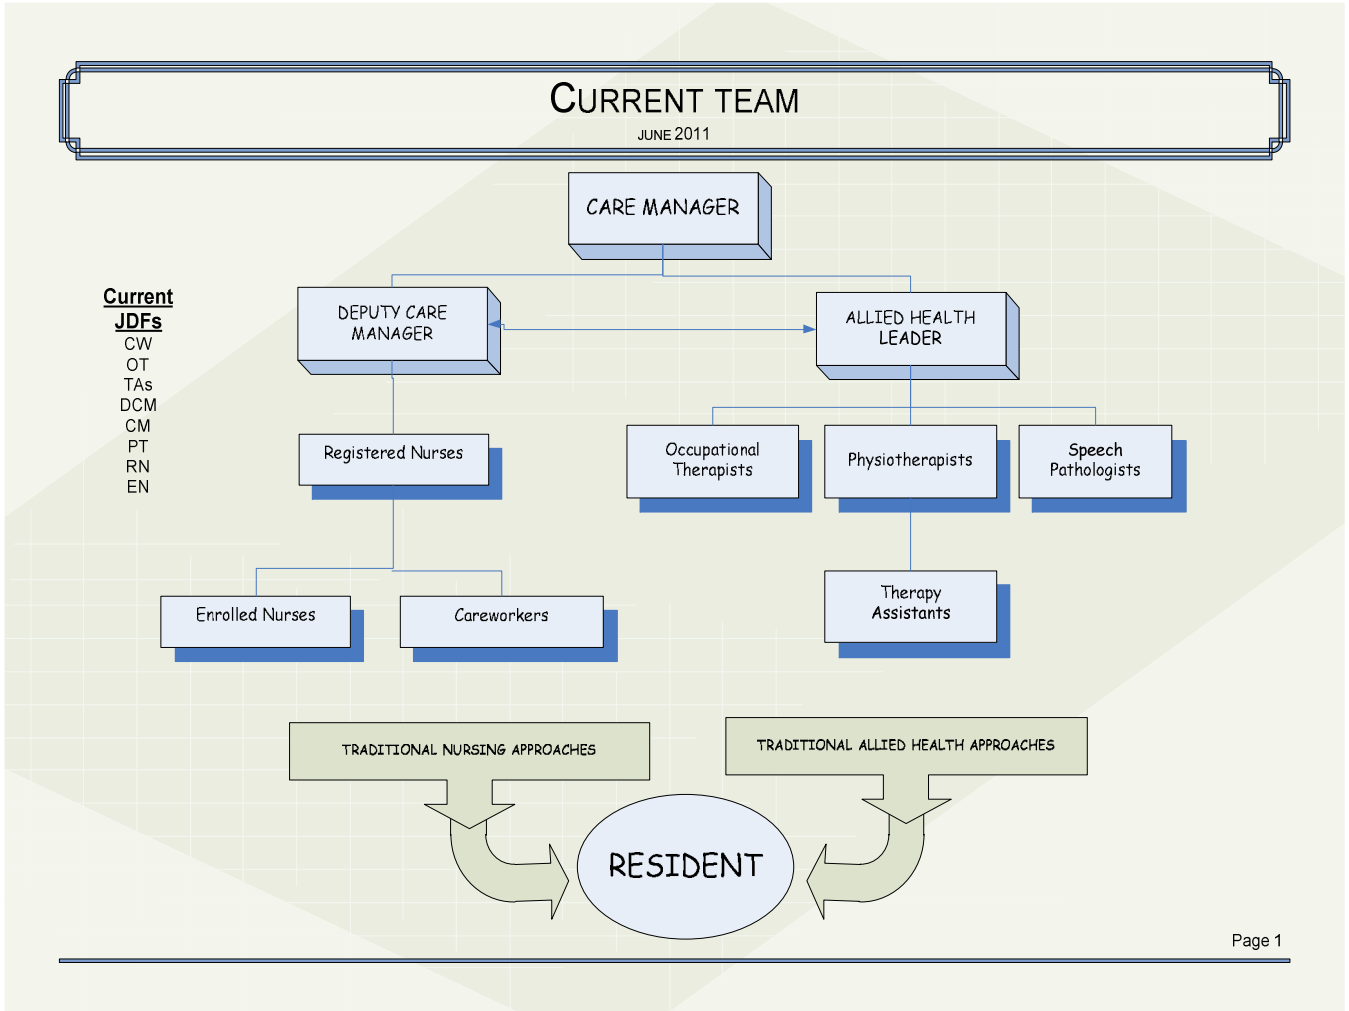 CURRENT TEAM
JUNE 2011
CARE MANAGER
Current
JDFs
CW
OT
TAs
DCM
CM
PT
RN
EN
DEPUTY CARE
MANAGER
ALLIED HEALTH
LEADER
Registered Nurses
Occupational
Therapists
Physiotherapists
Speech
Pathologists
Enrolled Nurses
Careworkers
Therapy
Assistants
TRADITIONAL NURSING APPROACHES
TRADITIONAL ALLIED HEALTH APPROACHES
RESIDENT
Page 1